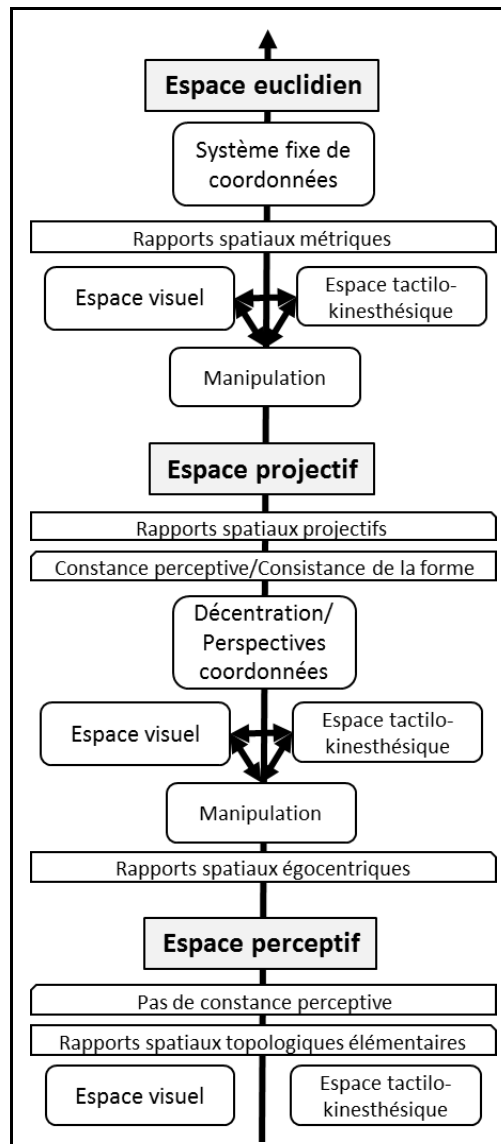 Espace euclidien
Système fixe de
coordonnées
Rapports spatiaux métriques
Espace visuel
Espace tactilo-
kinesthésique
Manipulation
Espace projectif
Rapports spatiaux projectifs
Constance perceptive/Consistance de la forme
Décentration/
Perspectives
coordonnées
Espace visuel
Espace tactilo-
kinesthésique
Manipulation
Rapports spatiaux égocentriques
Espace perceptif
Pas de constance perceptive
Rapports spatiaux topologiques élémentaires
Espace visuel
Espace tactilo-
kinesthésique